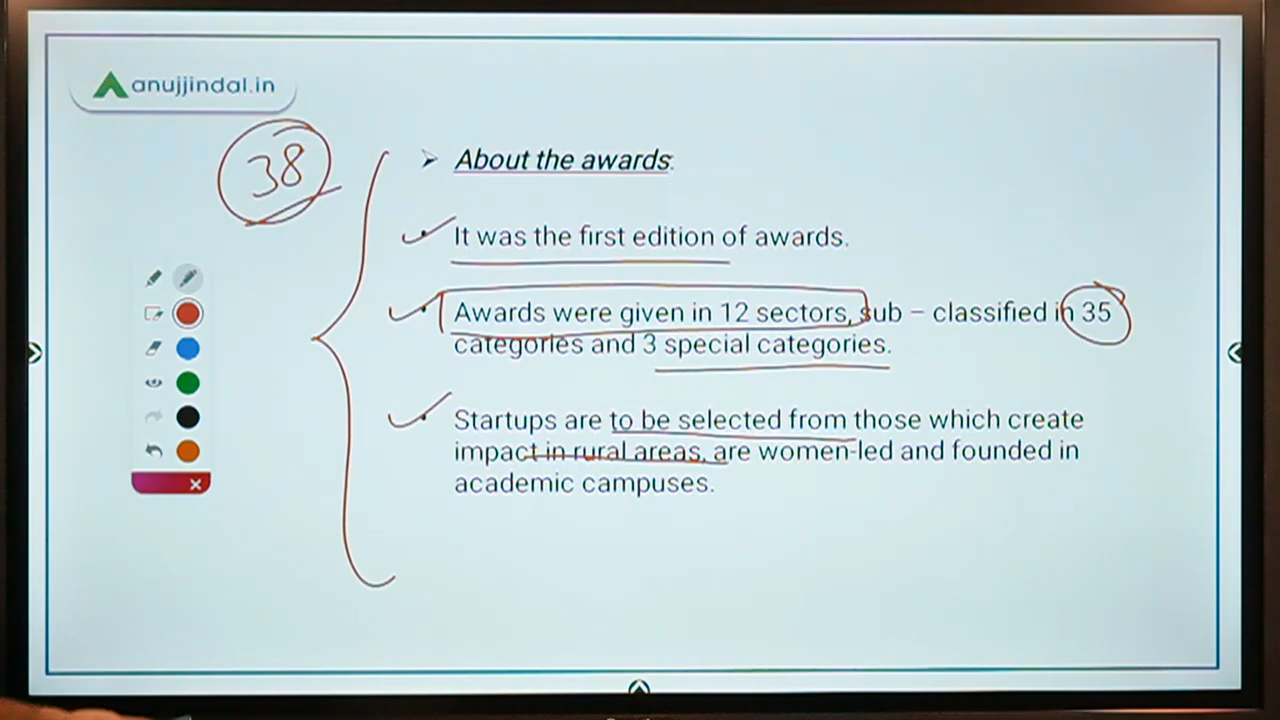 anujjindal.in
38
➢ About the awards:
• It was the first edition of awards.
• Awards were given in 12 sectors, sub – classified in 35
categories and 3 special categories.
• Startups are to be selected from those which create
impact in rural areas, are women-led and founded in
academic campuses.